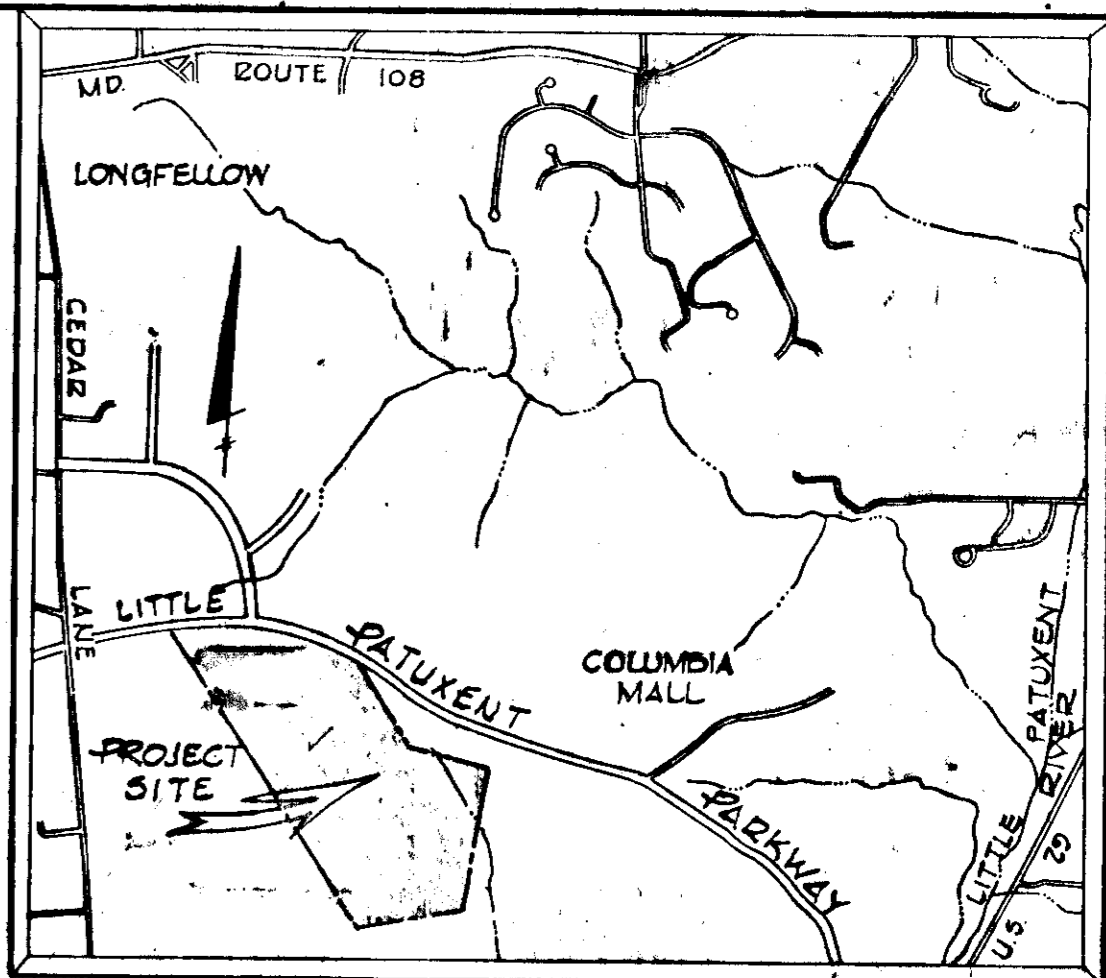 MD. ROUTE 108
LONGFELLOW
CEDAR
LANE
LITTLE
PATUXENT
PARKWAY
COLUMBIA
MALL
PROJECT
SITE
LITTLE
PATUXENT
RIVER
U.S. 29